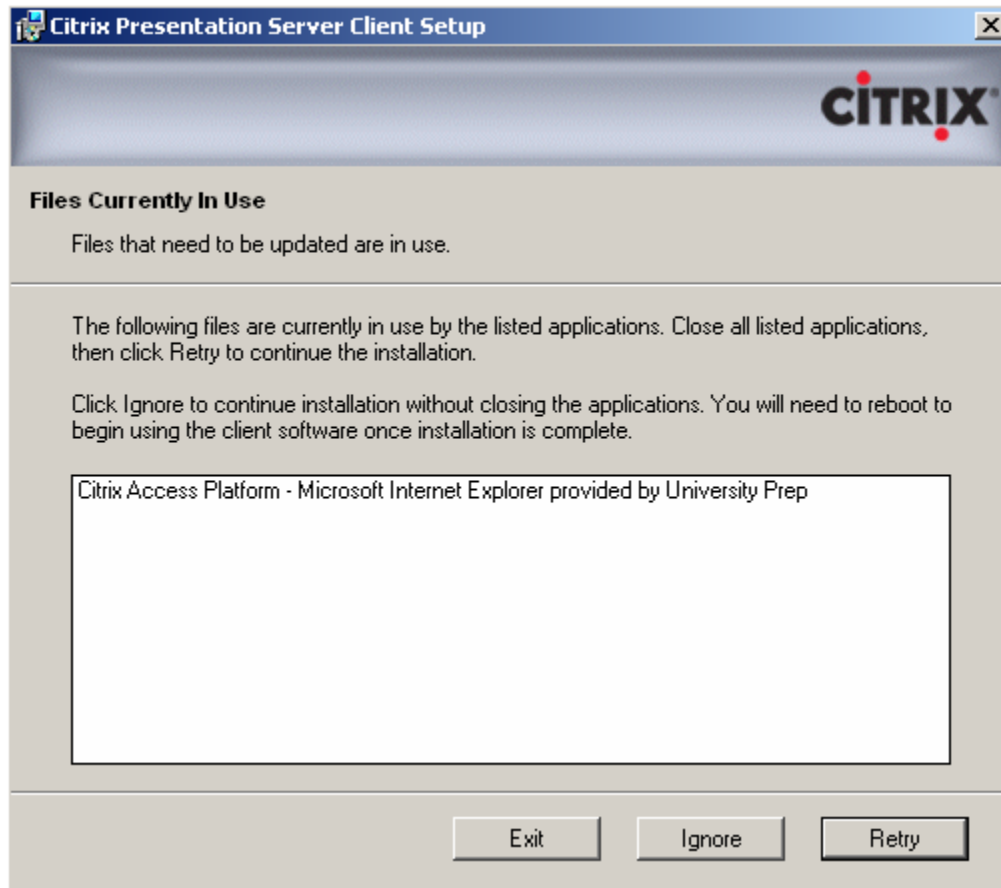 Citrix Presentation Server Client Setup
CİTRIX
Files Currently In Use
Files that need to be updated are in use.
The following files are currently in use by the listed applications. Close all listed applications,
then click Retry to continue the installation.
Click Ignore to continue installation without closing the applications. You will need to reboot to
begin using the client software once installation is complete.
Citrix Access Platform - Microsoft Internet Explorer provided by University Prep
Exit
Ignore
Retry